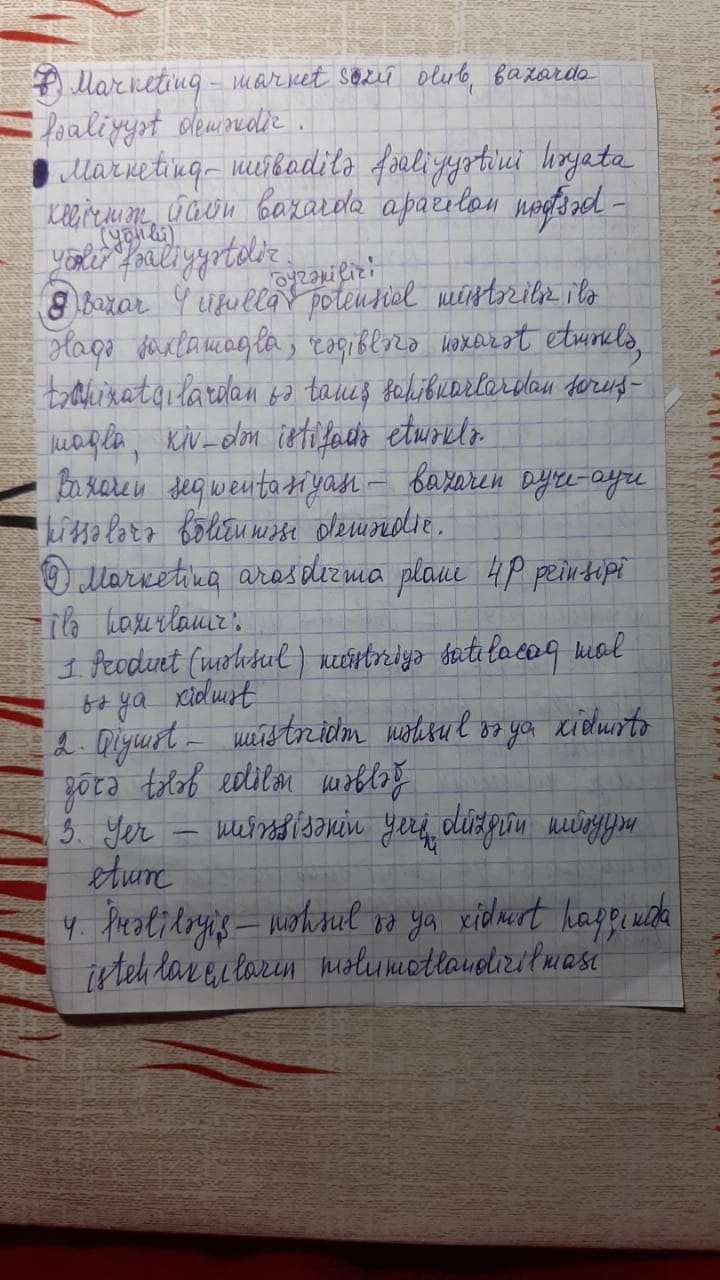 7) Marketing – market sözü olub, bazarda
fəaliyyət deməkdir.
Marketing – mübadilə fəaliyyətini həyata
keçirmək üçün bazarda aparılan məqsəd-
(yönlü)
yönlü fəaliyyətdir.
öyrənilir:
8) Bazar 4 üsulla potensial müştərilər ilə
əlaqə saxlamaqla, rəqiblərə nəzarət etməklə,
təchizatçılardan və tanış sahibkarlardan soruş-
maqla, KİV-dən istifadə etməklə.
Bazarın seqmentasiyası – bazarın ayrı-ayrı
hissələrə bölünməsi deməkdir.
9) Marketing araşdırma planı 4P prinsipi
ilə hazırlanır:
1. Product (məhsul) müştəriyə satılacaq mal
və ya xidmət
2. Qiymət – müştəridən məhsul və ya xidmətə
görə tələb edilən məbləğ
3. Yer – müəssisənin yerini düzgün müəyyən
etmək
4. İrəliləyiş – məhsul və ya xidmət haqqında
istehlakçıların məlumatlandırılması